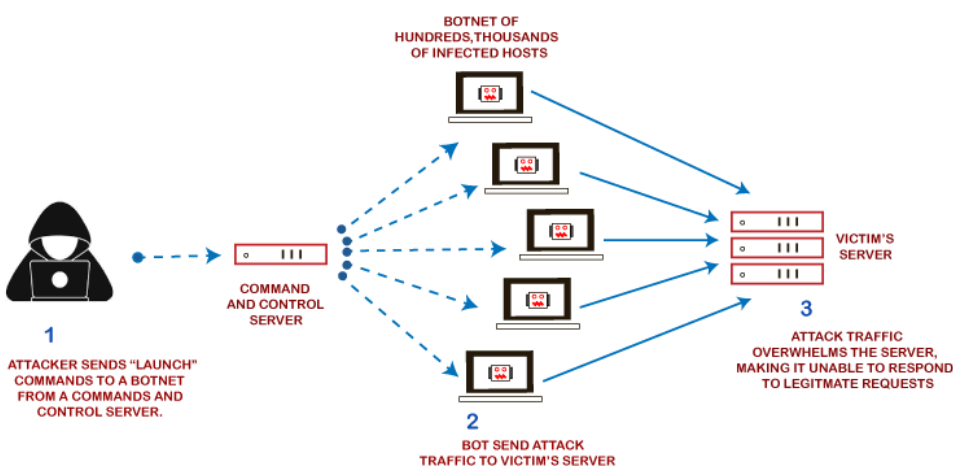 BOTNET OF
HUNDREDS,THOUSANDS
OF INFECTED HOSTS
COMMAND
AND CONTROL
SERVER
VICTIM'S
SERVER
1
ATTACKER SENDS “LAUNCH”
COMMANDS TO A BOTNET
FROM A COMMANDS AND
CONTROL SERVER.
2
BOT SEND ATTACK
TRAFFIC TO VICTIM'S SERVER
3
ATTACK TRAFFIC
OVERWHELMS THE SERVER,
MAKING IT UNABLE TO RESPOND
TO LEGITMATE REQUESTS